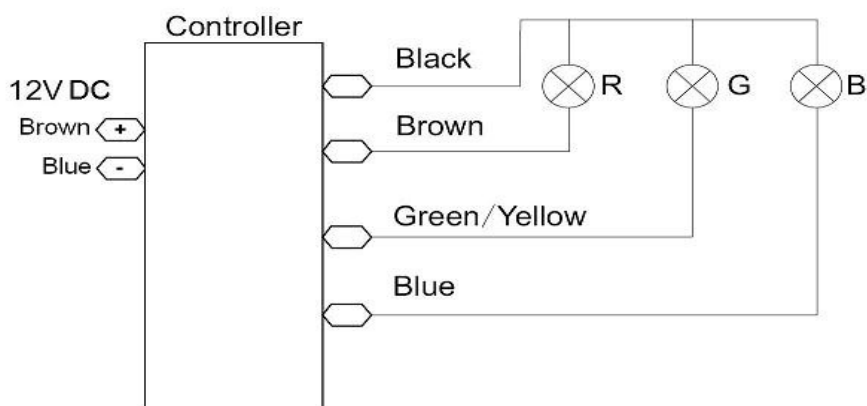 Controller
12V DC
Brown +
Blue -
Black
Brown
Green/Yellow
Blue
R
G
B